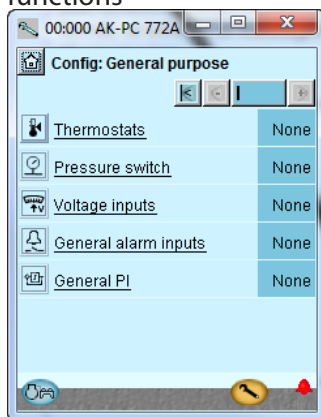 functions
00:000 AK-PC 772A
Config: General purpose
Thermostats None
Pressure switch None
Voltage inputs None
General alarm inputs None
General PI None